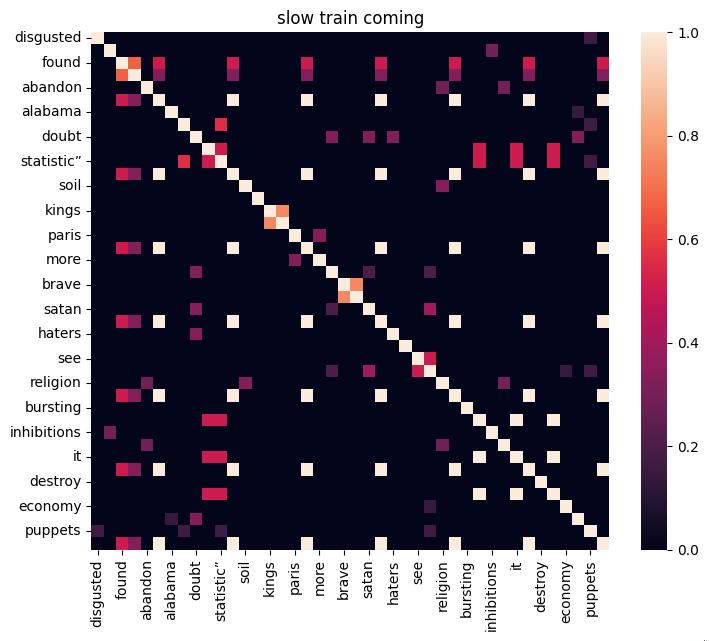 slow train coming
disgusted
found
abandon
alabama
doubt
statistic”
soil
kings
paris
more
brave
satan
haters
see
religion
bursting
inhibitions
it
destroy
economy
puppets
1.0
0.8
0.6
0.4
0.2
0.0
disgusted
found
abandon
alabama
doubt
statistic”
soil
kings
paris
more
brave
satan
haters
see
religion
bursting
inhibitions
it
destroy
economy
puppets